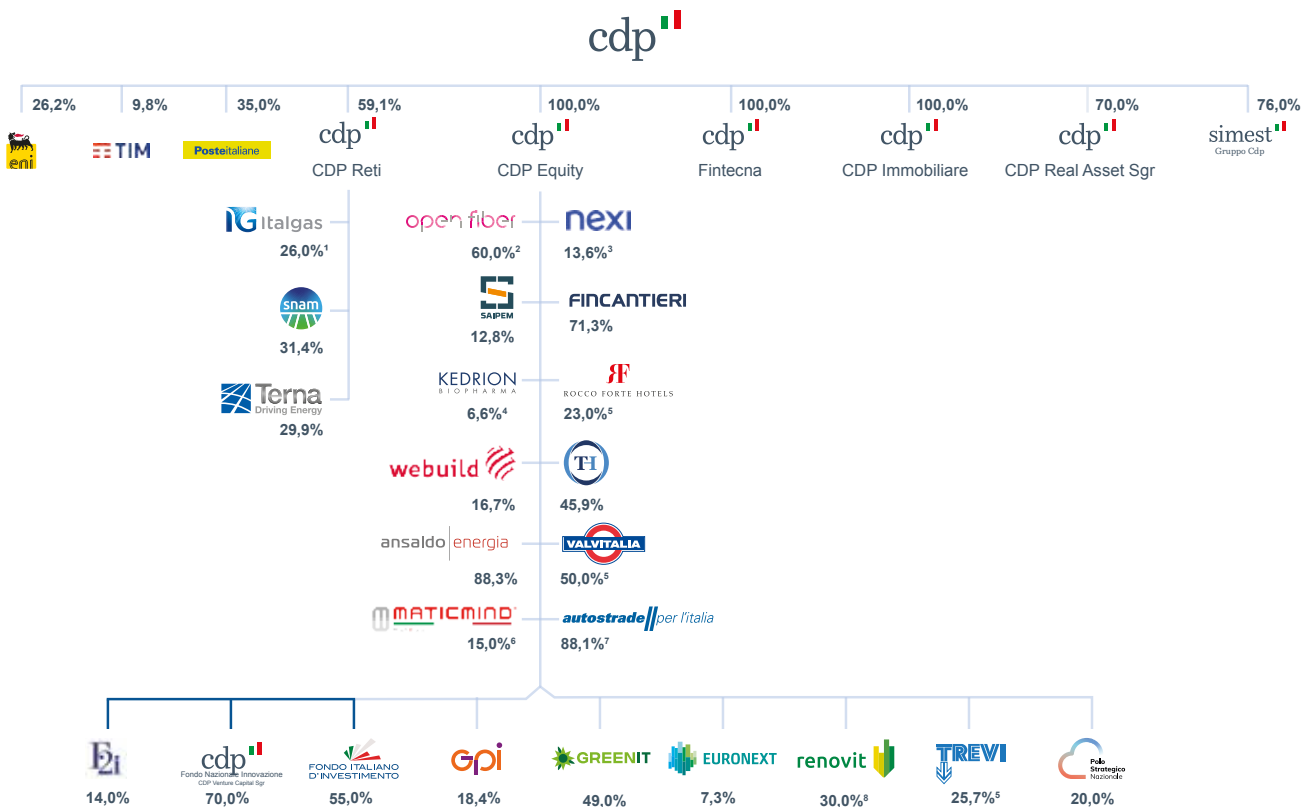 cdp
26,2%
9,8%
35,0%
59,1%
100,0%
100,0%
100,0%
70,0%
76,0%
eni
TIM
Posteitaliane
cdp
CDP Reti
cdp
CDP Equity
cdp
Fintecna
cdp
CDP Immobiliare
cdp
CDP Real Asset Sgr
simest
Gruppo Cdp
IG Italgas
26,0%¹
open fiber
60,0%²
nexi
13,6%³
snam
31,4%
SAIPEM
12,8%
FINCANTIERI
71,3%
Terna
Driving Energy
29,9%
KEDRION
BIOPHARMA
6,6%⁴
RF
ROCCO FORTE HOTELS
23,0%⁵
webuild
16,7%
TH
45,9%
ansaldo energia
88,3%
VALVITALIA
50,0%⁵
MATICMIND
15,0%⁶
autostrade per l'italia
88,1%⁷
F2i
14,0%
cdp
Fondo Nazionale Innovazione
CDP Venture Capital Sgr
70,0%
FONDO ITALIANO
D'INVESTIMENTO
55,0%
GPI
18,4%
GREENIT
49,0%
EURONEXT
7,3%
renovit
30,0%⁸
TREVI
25,7%⁵
Polo
Strategico
Nazionale
20,0%